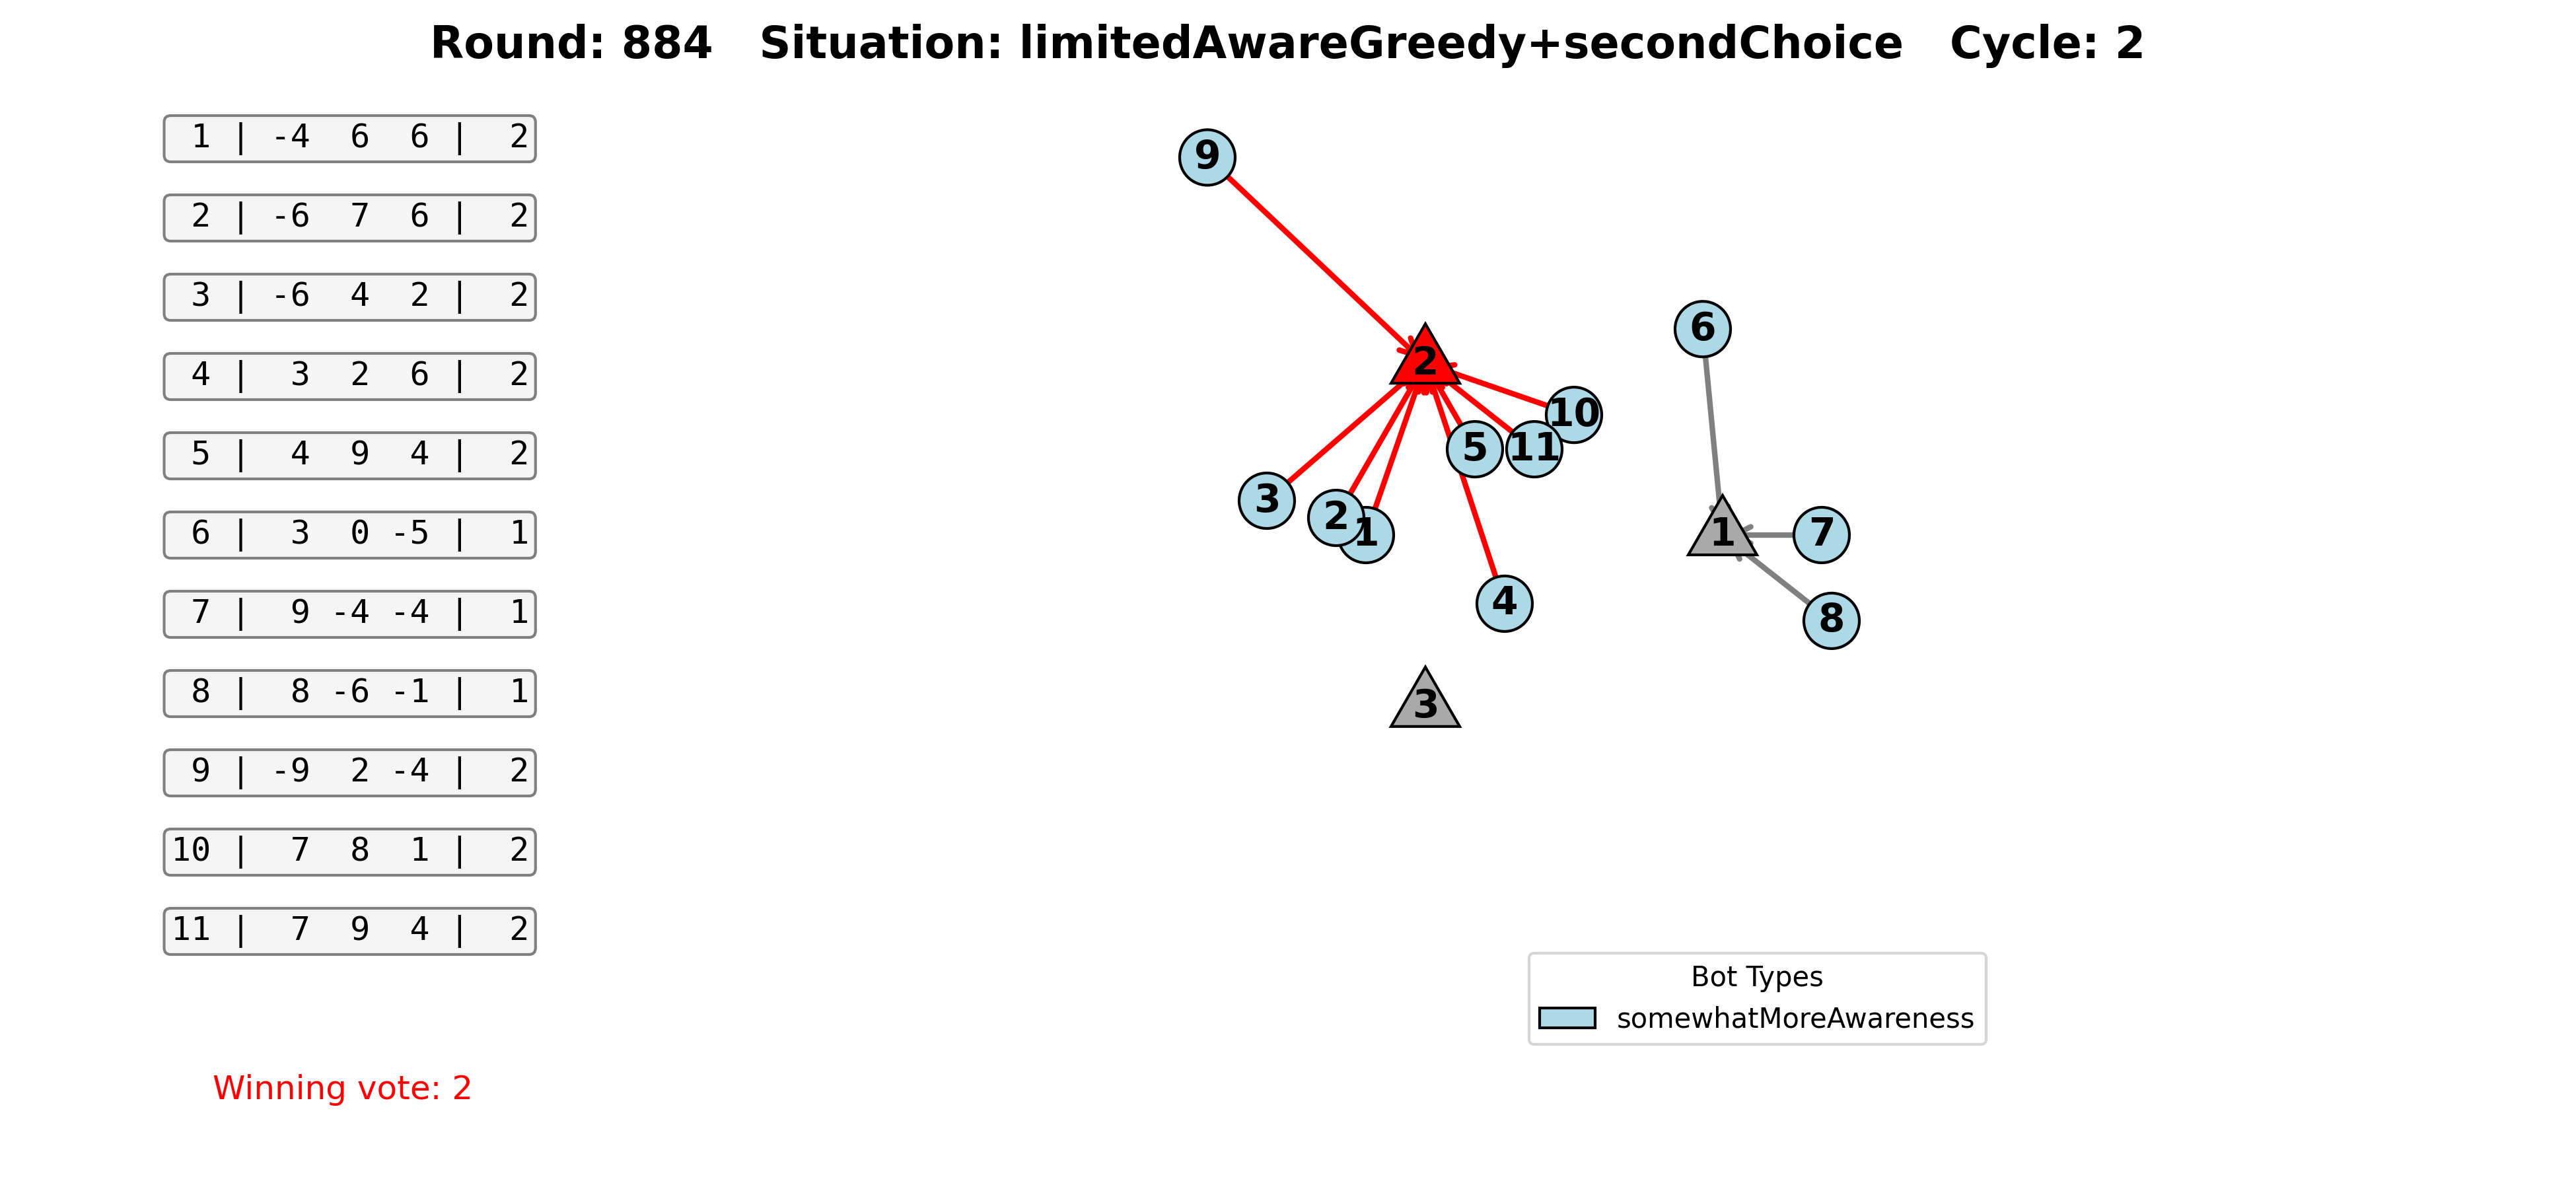 Round: 884   Situation: limitedAwareGreedy+secondChoice   Cycle: 2
1 | -4  6  6 |  2
2 | -6  7  6 |  2
3 | -6  4  2 |  2
4 |  3  2  6 |  2
5 |  4  9  4 |  2
6 |  3  0 -5 |  1
7 |  9 -4 -4 |  1
8 |  8 -6 -1 |  1
9 | -9  2 -4 |  2
10 |  7  8  1 |  2
11 |  7  9  4 |  2
Winning vote: 2
9
6
2
10
5
11
3
2
1
1
7
4
8
3
Bot Types
somewhatMoreAwareness